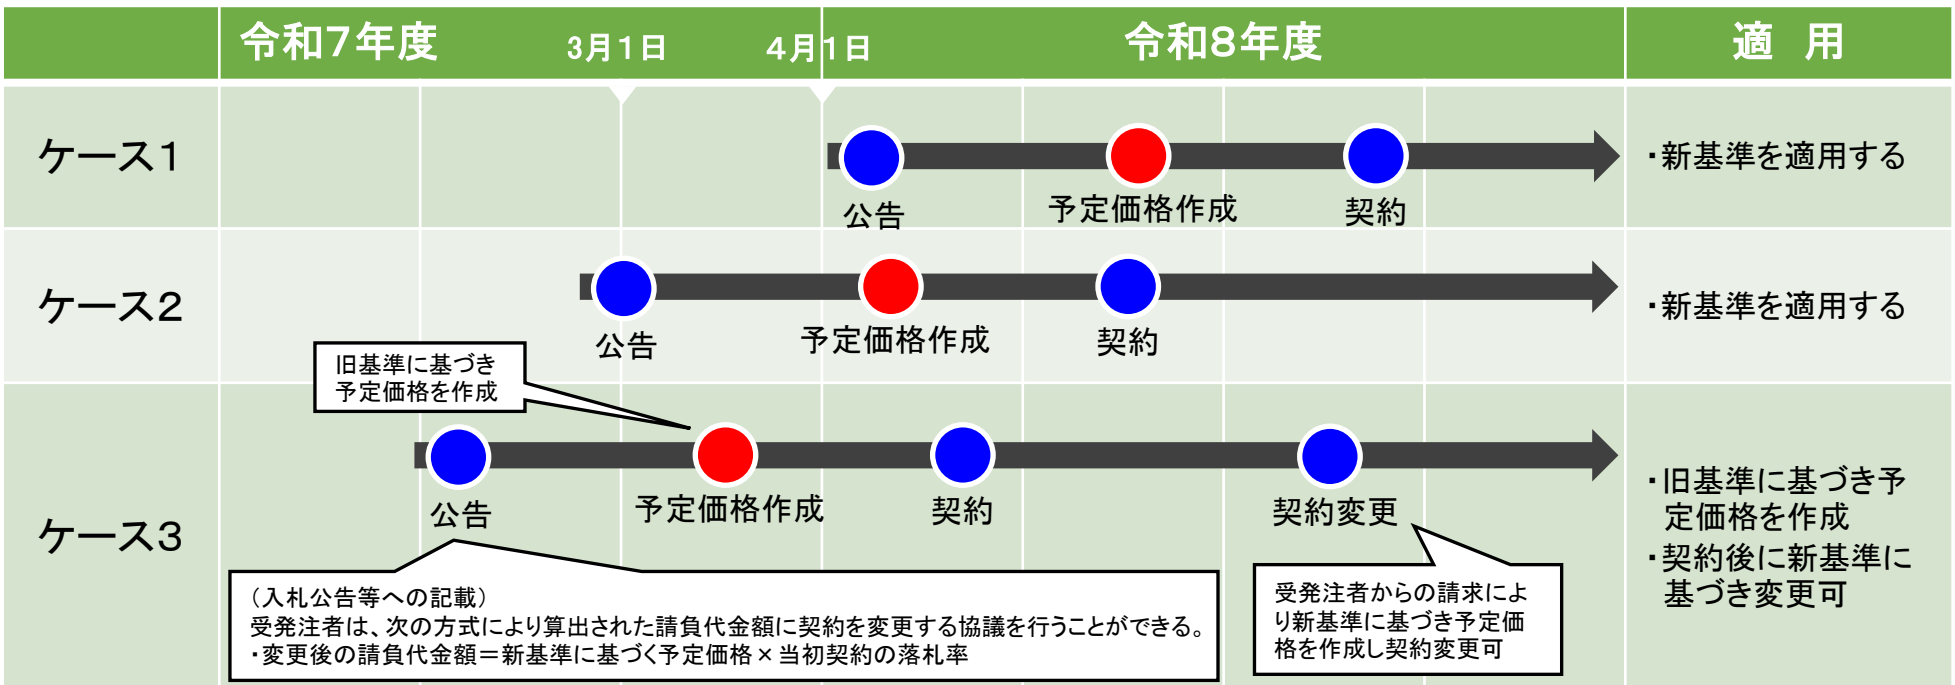 令和7年度 3月1日 4月1日 令和8年度 適 用
ケース1
公告
予定価格作成
契約
・新基準を適用する
ケース2
公告
予定価格作成
契約
・新基準を適用する
ケース3
旧基準に基づき
予定価格を作成
公告
予定価格作成
契約
契約変更
(入札公告等への記載)
受発注者は、次の方式により算出された請負代金額に契約を変更する協議を行うことができる。
・変更後の請負代金額=新基準に基づく予定価格×当初契約の落札率
受発注者からの請求によ
り新基準に基づき予定価
格を作成し契約変更可
・旧基準に基づき予
定価格を作成
・契約後に新基準に
基づき変更可